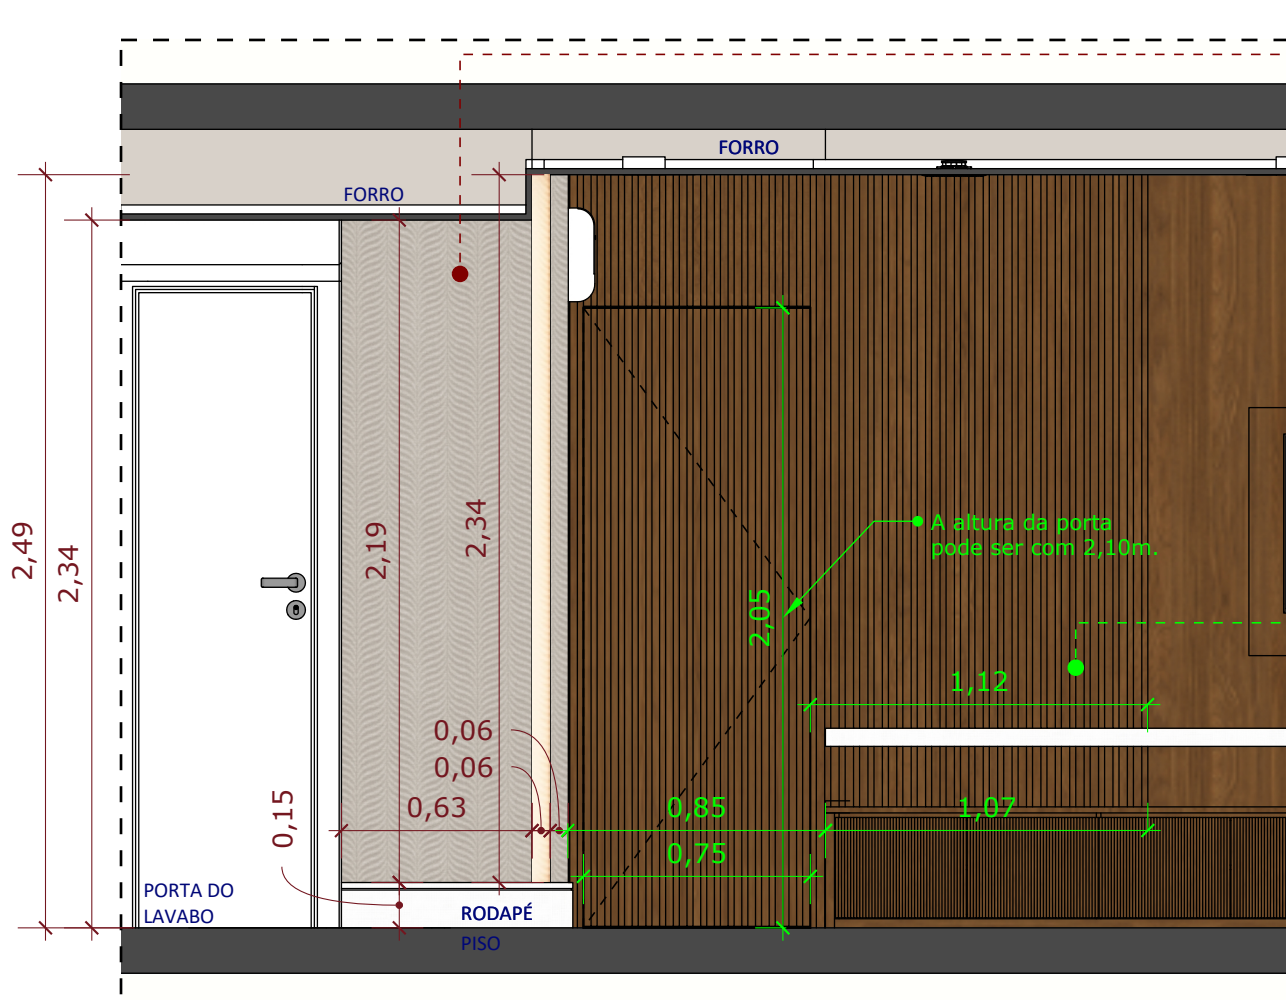 FORRO
FORRO
2,49
2,34
2,19
2,34
A altura da porta
pode ser com 2,10m.
2,05
1,12
0,06
0,06
0,63
0,15
0,85
1,07
0,75
PORTA DO
LAVABO
RODAPÉ
PISO